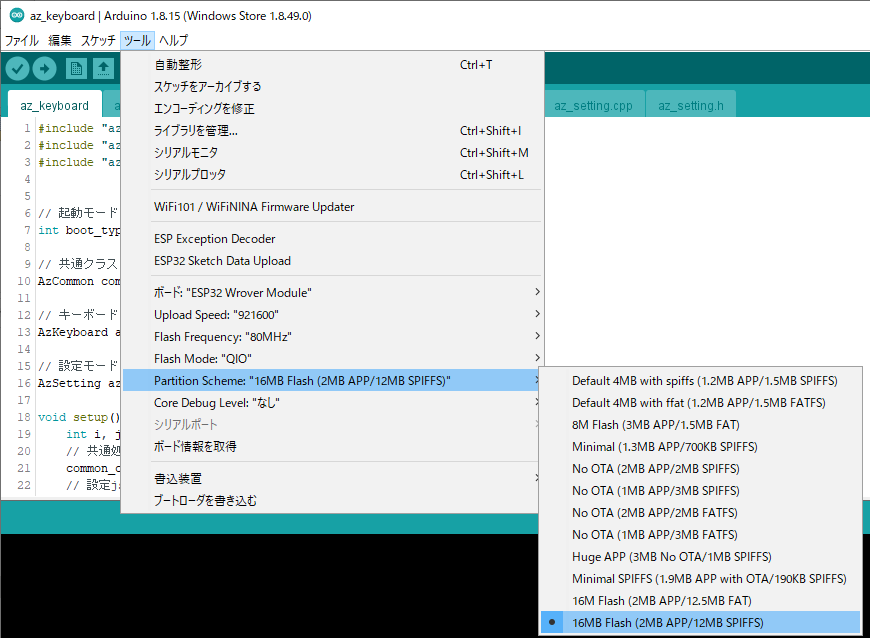 az_keyboard | Arduino 1.8.15 (Windows Store 1.8.49.0)
ファイル 編集 スケッチ ツール ヘルプ
az_keyboard a az_setting.cpp az_setting.h
1 #include "az
2 #include "az
3 #include "az
4
5
6 // 起動モード
7 int boot_typ
8
9 // 共通クラス
10 AzCommon com
11
12 // キーボード
13 AzKeyboard a
14
15 // 設定モード
16 AzSetting az
17
18 void setup()
19 int i, j
20 // 共通処
21 common_c
22 // 設定js
自動整形 Ctrl+T
スケッチをアーカイブする
エンコーディングを修正
ライブラリを管理... Ctrl+Shift+I
シリアルモニタ Ctrl+Shift+M
シリアルプロッタ Ctrl+Shift+L
WiFi101 / WiFiNINA Firmware Updater
ESP Exception Decoder
ESP32 Sketch Data Upload
ボード: "ESP32 Wrover Module"
Upload Speed: "921600"
Flash Frequency: "80MHz"
Flash Mode: "QIO"
Partition Scheme: "16MB Flash (2MB APP/12MB SPIFFS)"
Core Debug Level: "なし"
シリアルポート
ボード情報を取得
書込装置
ブートローダを書き込む
Default 4MB with spiffs (1.2MB APP/1.5MB SPIFFS)
Default 4MB with ffat (1.2MB APP/1.5MB FATFS)
8M Flash (3MB APP/1.5MB FAT)
Minimal (1.3MB APP/700KB SPIFFS)
No OTA (2MB APP/2MB SPIFFS)
No OTA (1MB APP/3MB SPIFFS)
No OTA (2MB APP/2MB FATFS)
No OTA (1MB APP/3MB FATFS)
Huge APP (3MB No OTA/1MB SPIFFS)
Minimal SPIFFS (1.9MB APP with OTA/190KB SPIFFS)
16M Flash (2MB APP/12.5MB FAT)
16MB Flash (2MB APP/12MB SPIFFS)